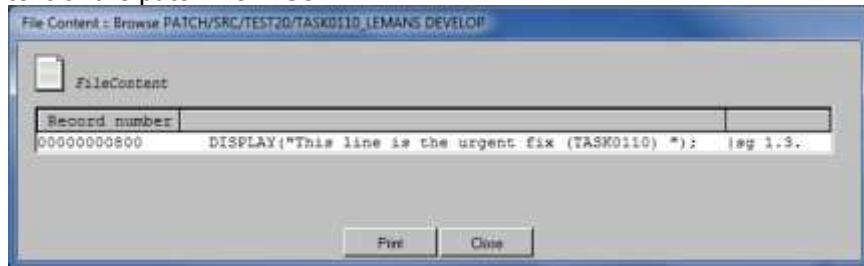 File Content :: Browse PATCH/SRC/TEST20/TASK0110_LEMANS DEVELOP
FileContent
Record number
00000000800 DISPLAY("This line is the urgent fix (TASK0110) "); |sg 1.3.
Print Close